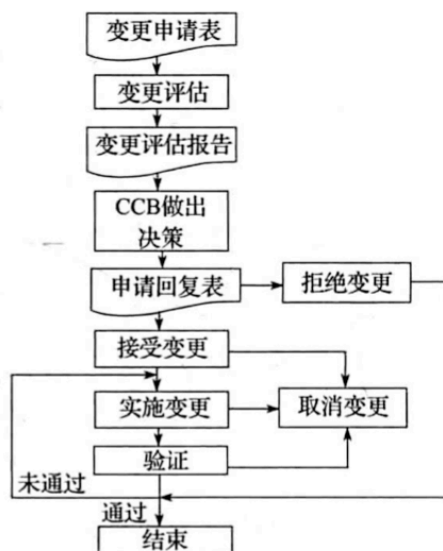 变更申请表
变更评估
变更评估报告
CCB做出
决策
申请回复表
拒绝变更
接受变更
实施变更
取消变更
验证
未通过
通过
结束